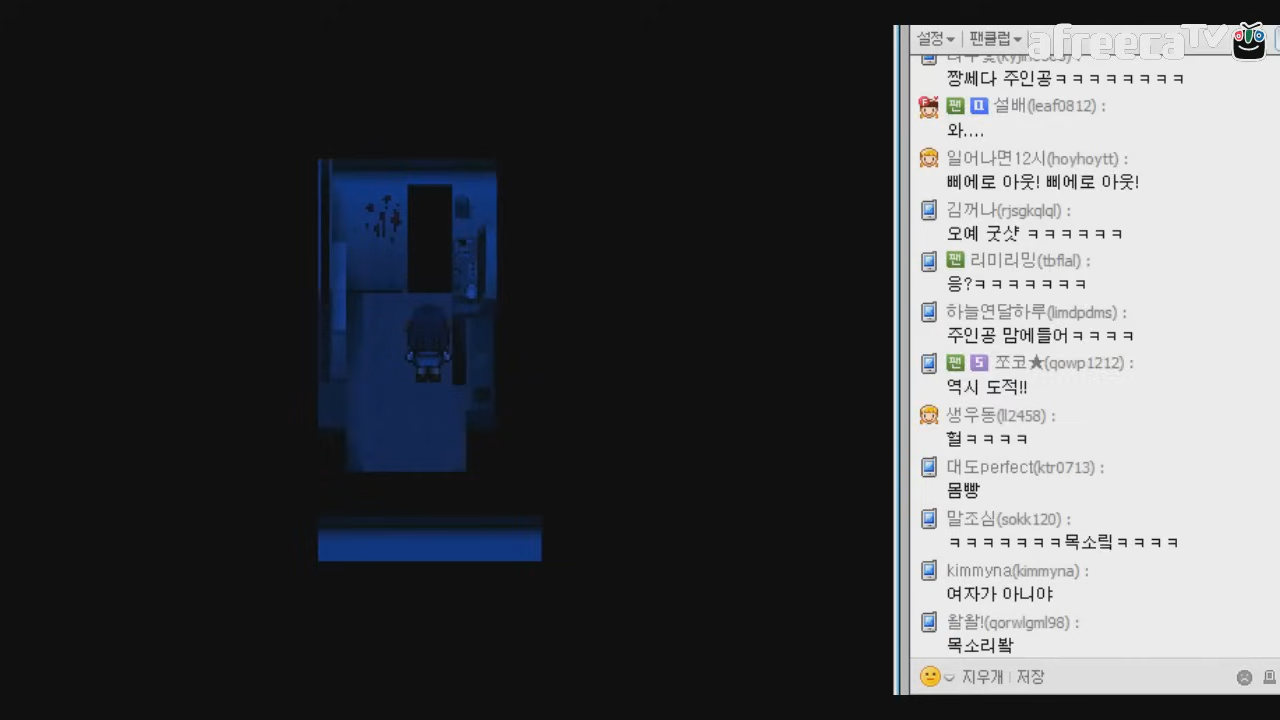 설정 팬클럽
afreecaTV
짱쎄다 주인공ㅋㅋㅋㅋㅋㅋㅋㅋ
팬 설배(leaf0812) :
와....
일어나면12시(hoyhoytt) :
삐에로 아웃! 삐에로 아웃!
김꺼나(rjsgkqlql) :
오예 굿샷 ㅋㅋㅋㅋㅋㅋ
팬 리미리밍(tbflal) :
응?ㅋㅋㅋㅋㅋㅋㅋ
하늘연달하루(limdpdms) :
주인공 맘에들어ㅋㅋㅋㅋ
팬 5 쪼코★(qowp1212) :
역시 도적!!
생우동(ll2458) :
헐ㅋㅋㅋㅋ
대도perfect(ktr0713) :
몸빵
말조심(sokk120) :
ㅋㅋㅋㅋㅋㅋㅋ목소맄ㅋㅋㅋㅋ
kimmyna(kimmyna) :
여자가 아니야
왈왈!(qorwlgml98) :
목소리봨
지우개 저장